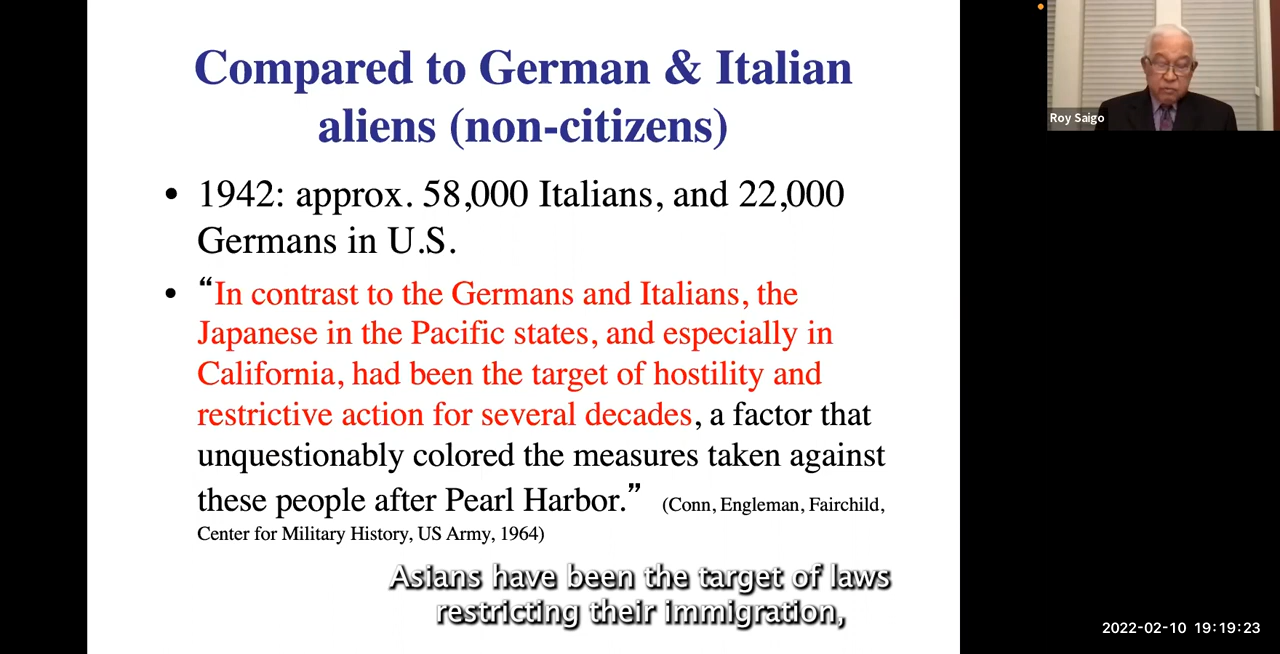 Compared to German & Italian
aliens (non-citizens)
• 1942: approx. 58,000 Italians, and 22,000
Germans in U.S.
• “In contrast to the Germans and Italians, the
Japanese in the Pacific states, and especially in
California, had been the target of hostility and
restrictive action for several decades, a factor that
unquestionably colored the measures taken against
these people after Pearl Harbor.” (Conn, Engleman, Fairchild,
Center for Military History, US Army, 1964)
Asians have been the target of laws
restricting their immigration,
Roy Saigo
2022-02-10 19:19:23